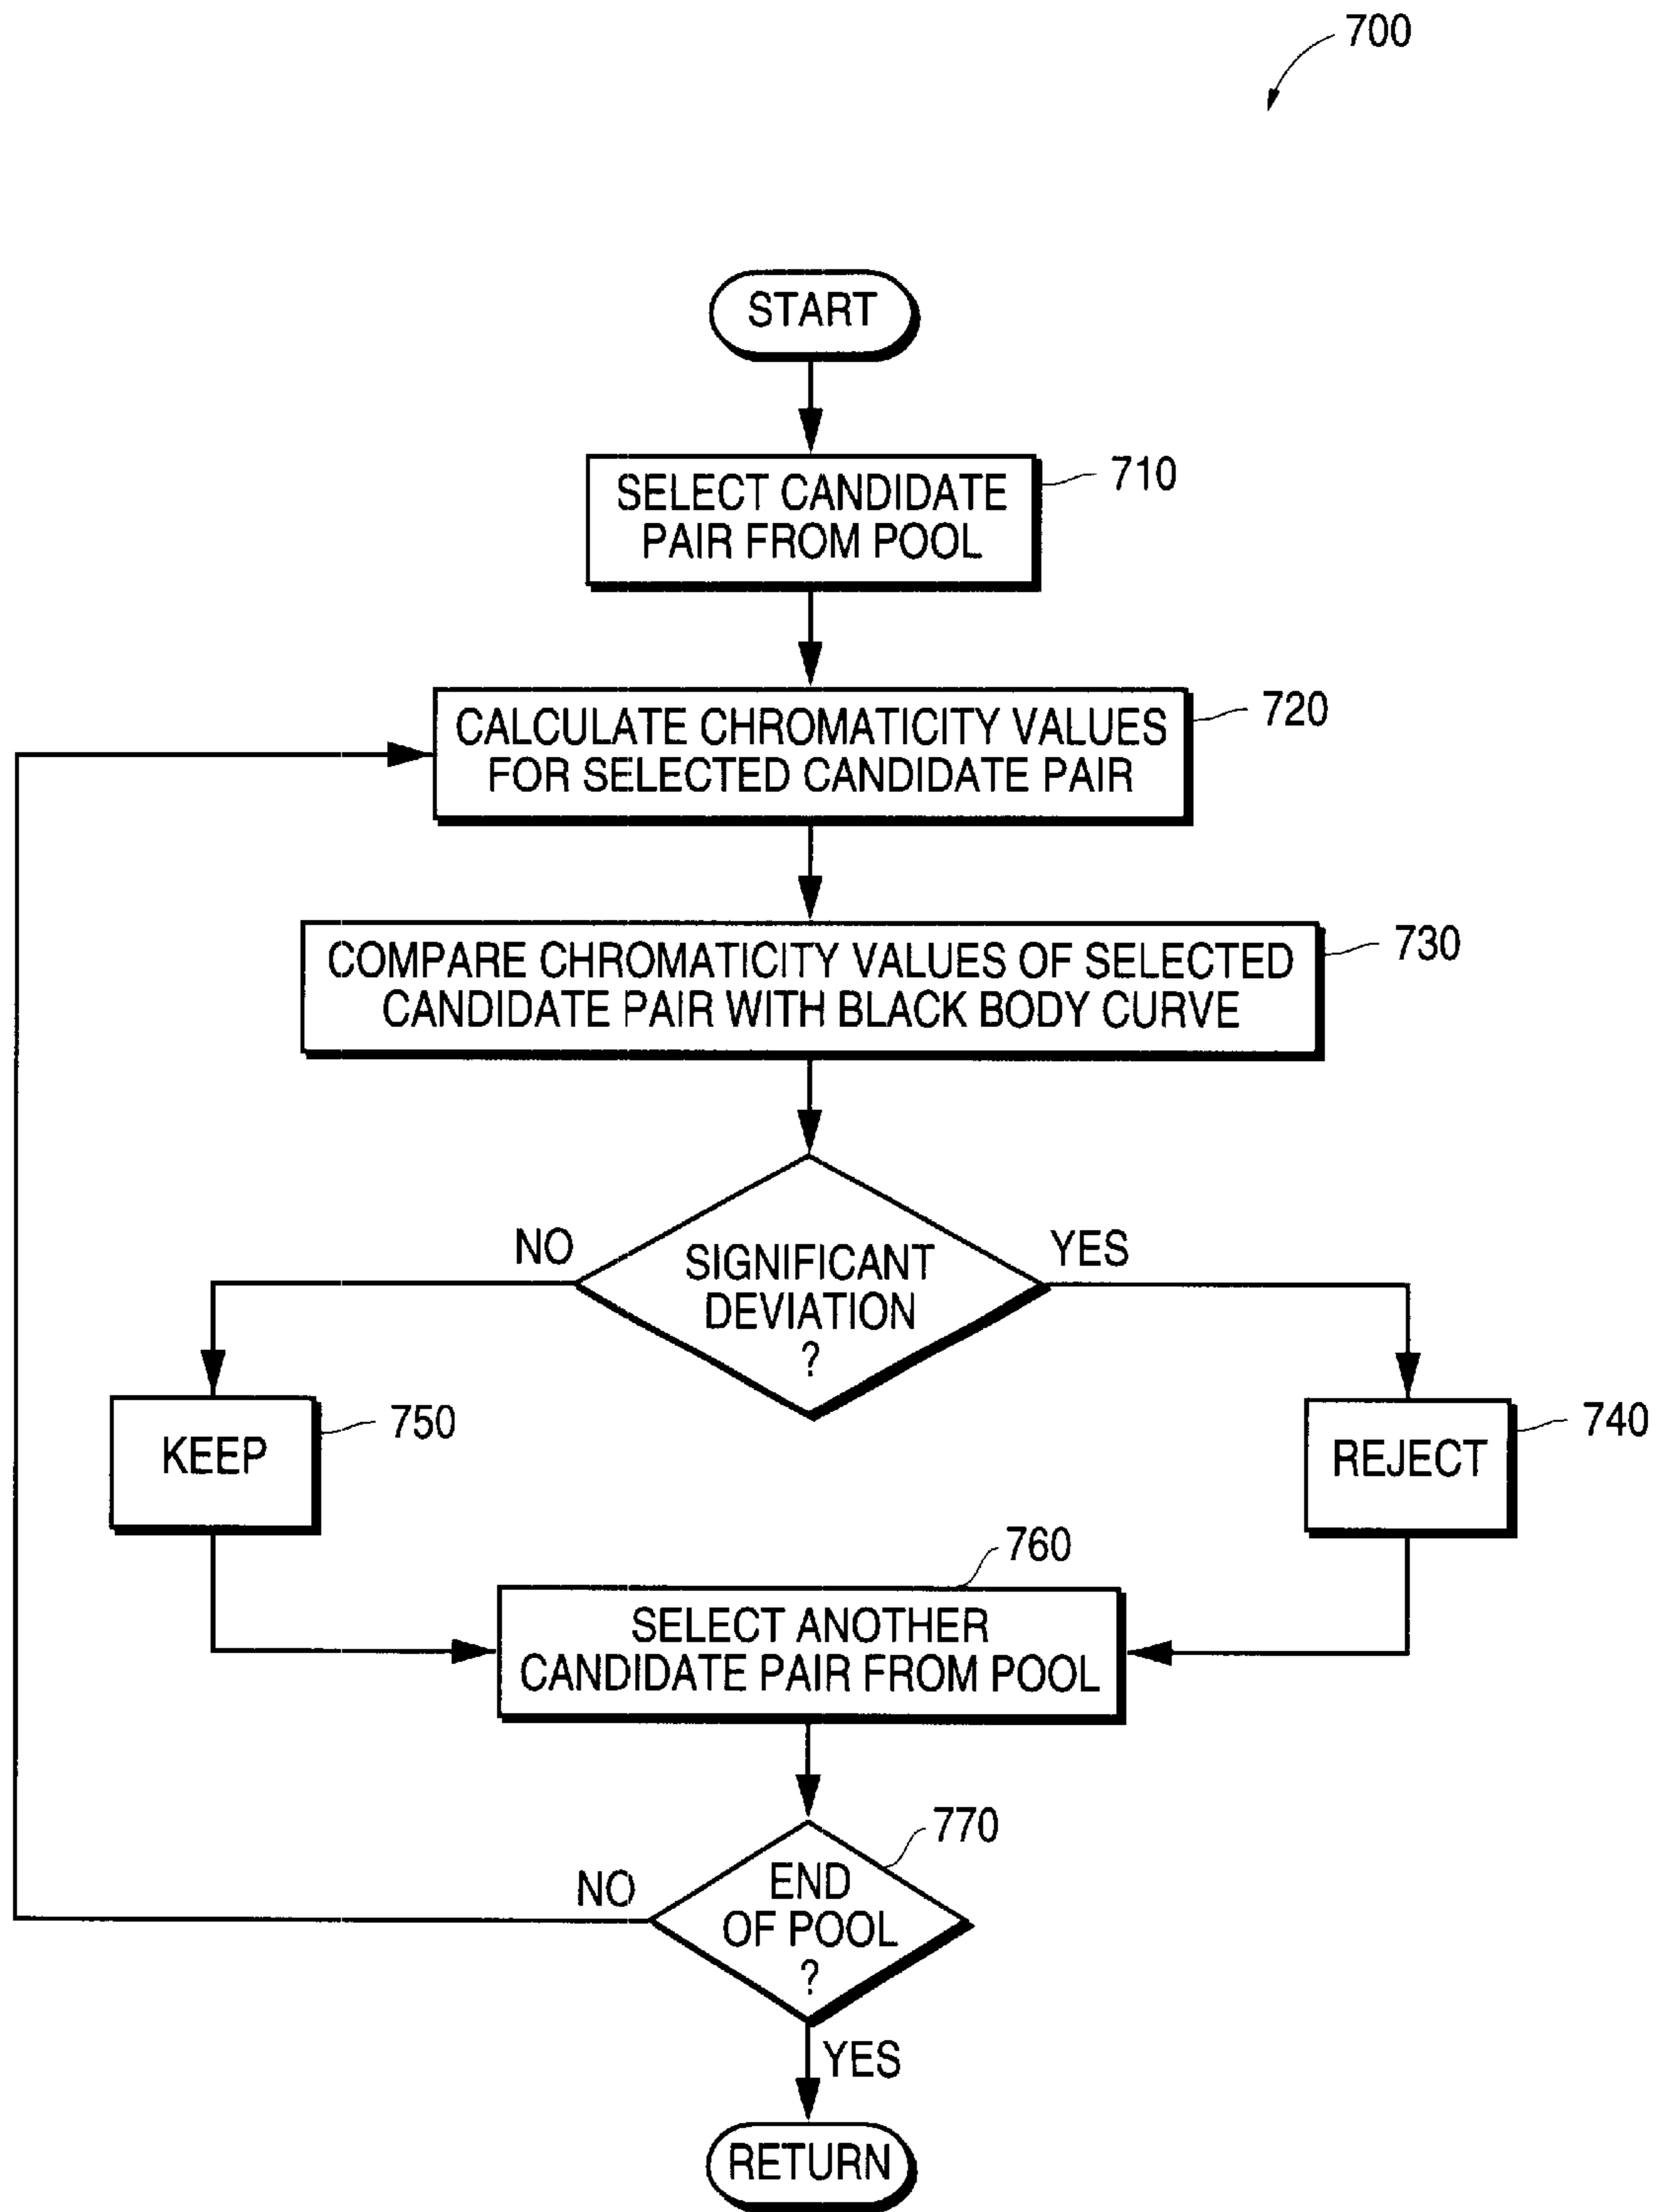 700
START
SELECT CANDIDATE
PAIR FROM POOL
710
CALCULATE CHROMATICITY VALUES
FOR SELECTED CANDIDATE PAIR
720
COMPARE CHROMATICITY VALUES OF SELECTED
CANDIDATE PAIR WITH BLACK BODY CURVE
730
NO
SIGNIFICANT
DEVIATION
?
YES
KEEP
750
REJECT
740
760
SELECT ANOTHER
CANDIDATE PAIR FROM POOL
770
NO
END
OF POOL
?
YES
RETURN